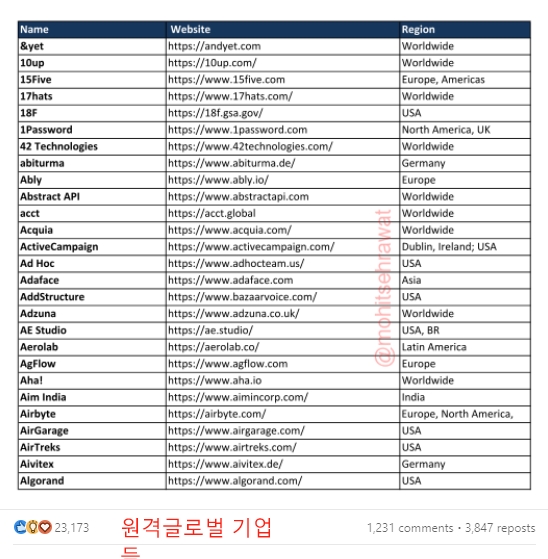 Name Website Region
&yet https://andyet.com Worldwide
10up https://10up.com/ Worldwide
15Five https://www.15five.com Europe, Americas
17hats https://www.17hats.com/ Worldwide
18F https://18f.gsa.gov/ USA
1Password https://www.1password.com North America, UK
42 Technologies https://www.42technologies.com/ Worldwide
abiturma https://www.abiturma.de/ Germany
Ably https://www.ably.io/ Europe
Abstract API https://www.abstractapi.com Worldwide
acct https://acct.global Worldwide
Acquia https://www.acquia.com/ Worldwide
ActiveCampaign https://www.activecampaign.com/ Dublin, Ireland; USA
Ad Hoc https://www.adhocteam.us/ USA
Adaface https://www.adaface.com Asia
AddStructure https://www.bazaarvoice.com/ USA
Adzuna https://www.adzuna.co.uk/ Worldwide
AE Studio https://ae.studio/ USA, BR
Aerolab https://aerolab.co/ Latin America
AgFlow https://www.agflow.com Europe
Aha! https://www.aha.io Worldwide
Aim India https://www.aimincorp.com/ India
Airbyte https://airbyte.com/ Europe, North America,
AirGarage https://www.airgarage.com/ USA
AirTreks https://www.airtreks.com/ USA
Aivitex https://www.aivitex.de/ Germany
Algorand https://www.algorand.com/ USA
@mohitsehrawat
23,173 원격글로벌 기업 1,231 comments • 3,847 reposts